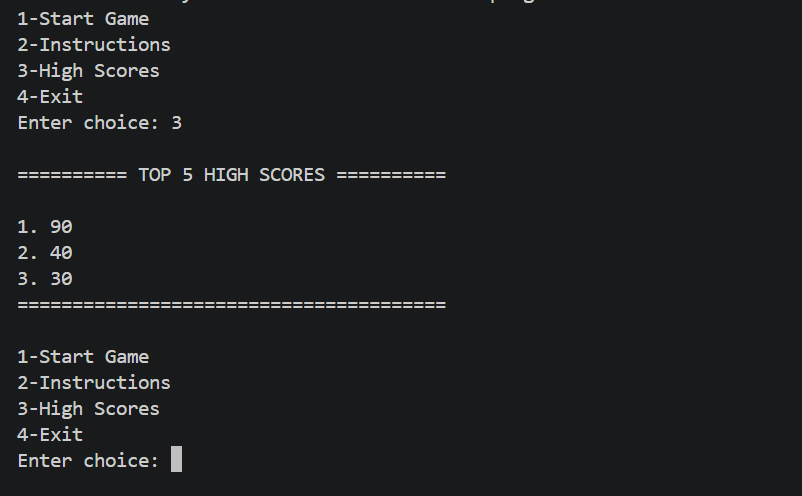 1-Start Game
2-Instructions
3-High Scores
4-Exit
Enter choice: 3
========== TOP 5 HIGH SCORES ==========
1. 90
2. 40
3. 30
=======================================
1-Start Game
2-Instructions
3-High Scores
4-Exit
Enter choice: